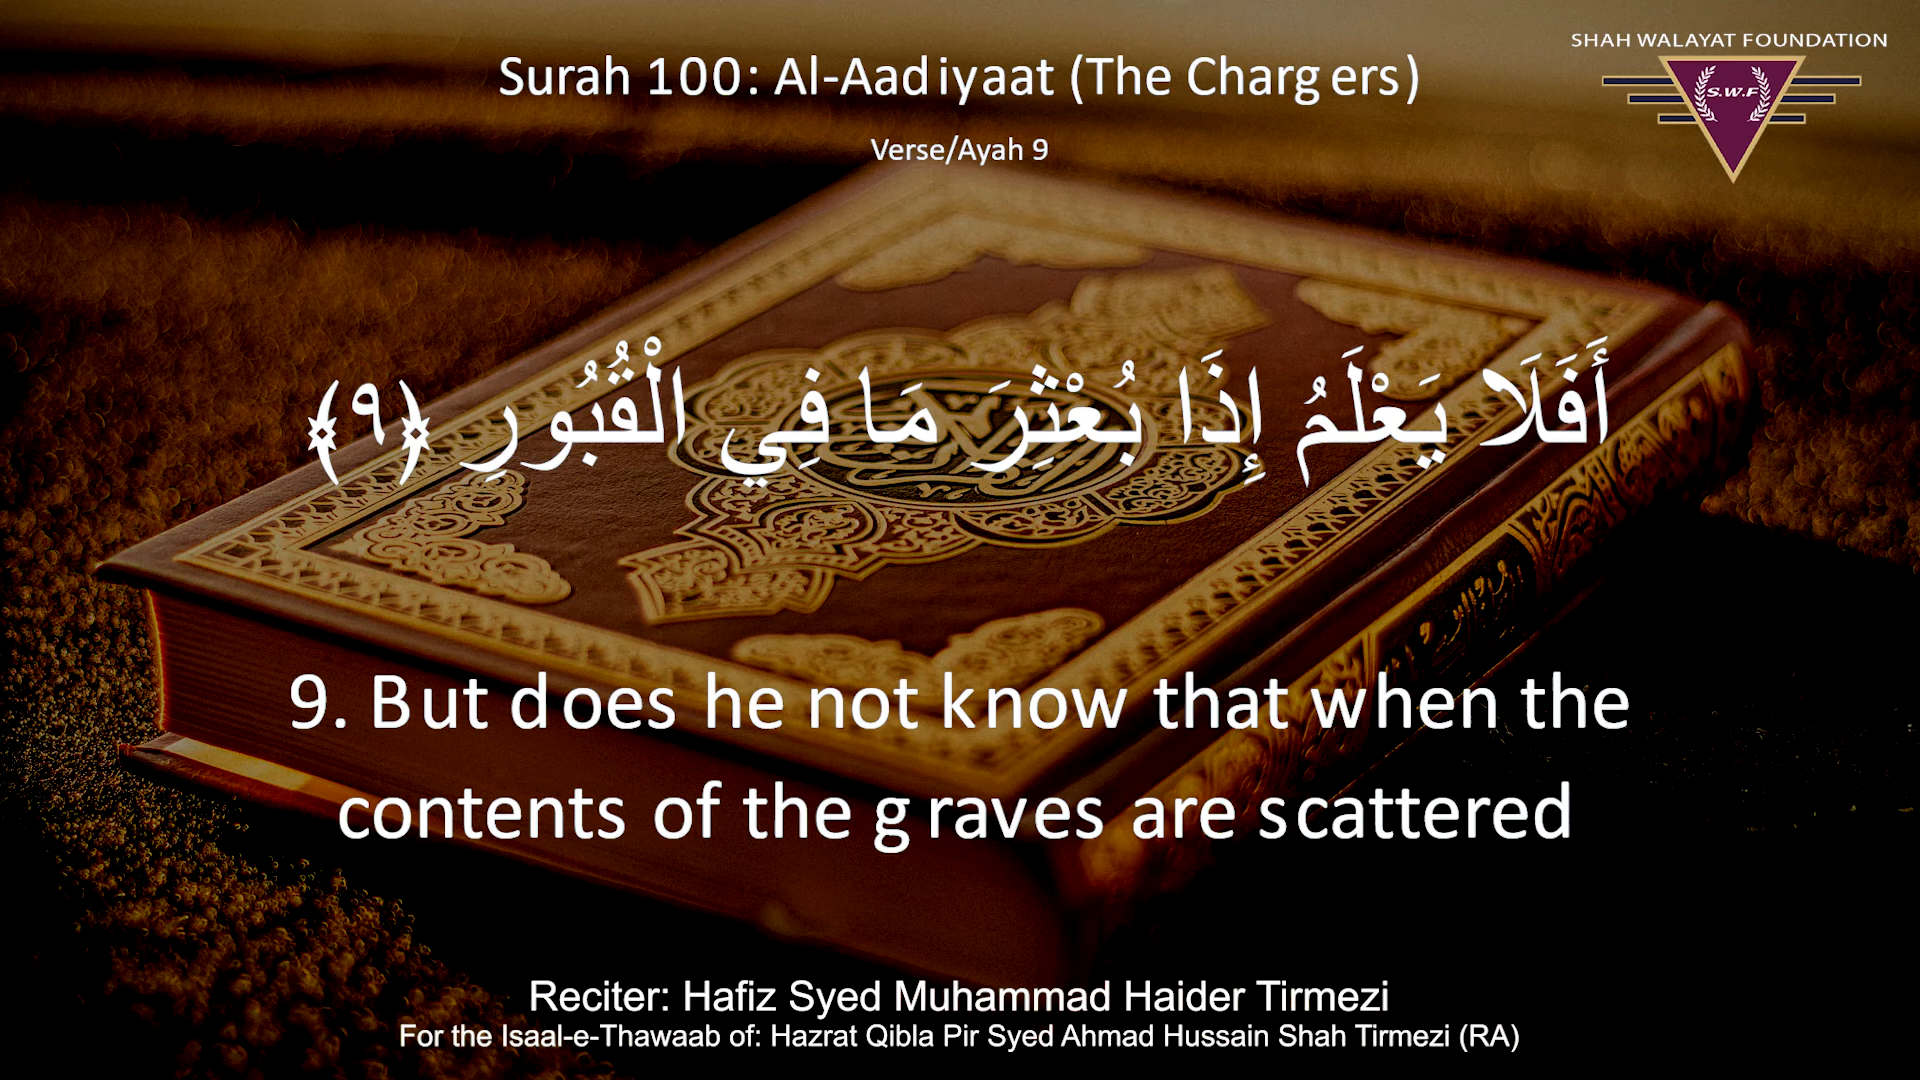 SHAH WALAYAT FOUNDATION
S.W.F
Surah 100: Al-Aadiyaat (The Chargers)
Verse/Ayah 9
أَفَلَا يَعْلَمُ إِذَا بُعْثِرَ مَا فِي الْقُبُورِ ﴿٩﴾
9. But does he not know that when the
contents of the graves are scattered
Reciter: Hafiz Syed Muhammad Haider Tirmezi
For the Isaal-e-Thawaab of: Hazrat Qibla Pir Syed Ahmad Hussain Shah Tirmezi (RA)